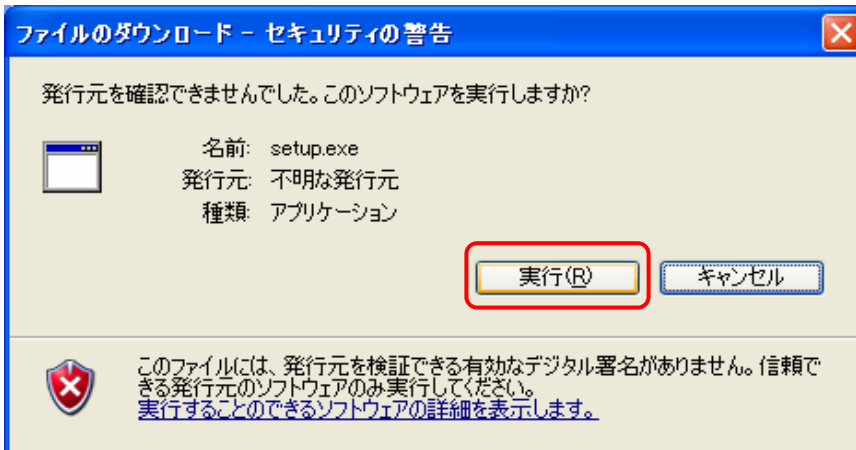 ファイルのダウンロード - セキュリティの警告
発行元を確認できませんでした。このソフトウェアを実行しますか?
名前: setup.exe
発行元: 不明な発行元
種類: アプリケーション
実行(R) キャンセル
このファイルには、発行元を検証できる有効なデジタル署名がありません。信頼で
きる発行元のソフトウェアのみ実行してください。
実行することのできるソフトウェアの詳細を表示します。